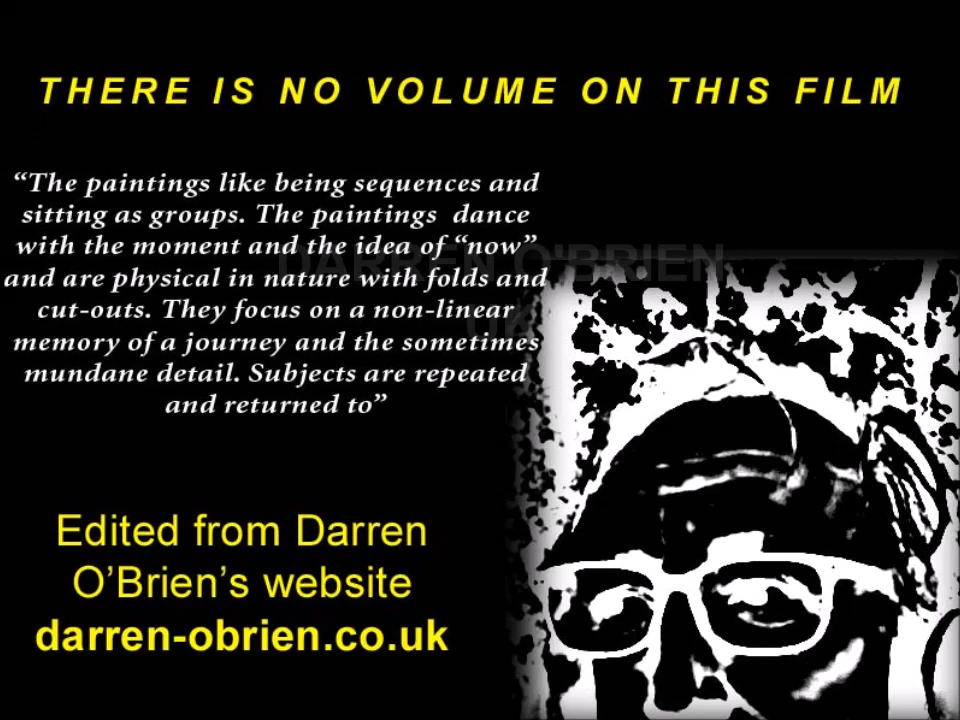 THERE IS NO VOLUME ON THIS FILM
“The paintings like being sequences and
sitting as groups. The paintings dance
with the moment and the idea of “now”
and are physical in nature with folds and
cut-outs. They focus on a non-linear
memory of a journey and the sometimes
mundane detail. Subjects are repeated
and returned to”
DARREN O'BRIEN
UK
Edited from Darren
O’Brien’s website
darren-obrien.co.uk